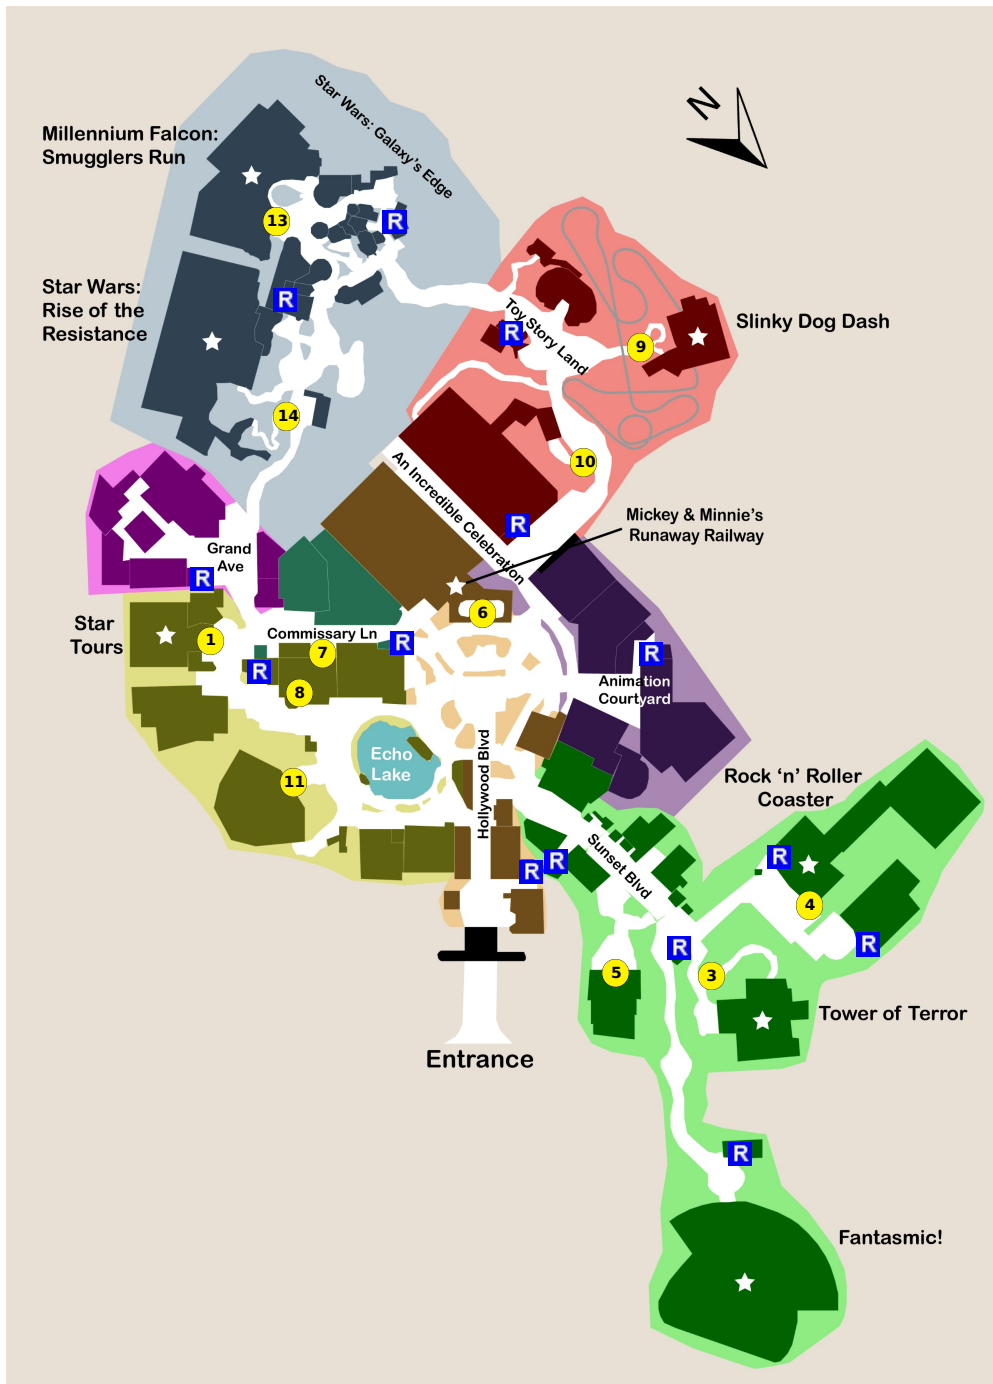 N
Star Wars: Galaxy's Edge
Millennium Falcon:
Smugglers Run
13
R
Star Wars:
Rise of the
Resistance
R
14
Toy Story Land
R
9
Slinky Dog Dash
10
An Incredible Celebration
R
Mickey & Minnie's
Runaway Railway
Grand
Ave
R
6
Star
Tours
1
Commissary Ln
7
R
R
8
R
Animation
Courtyard
Echo
Lake
11
Hollywood Blvd
Rock 'n' Roller
Coaster
Sunset Blvd
R
R
R
4
R
R
5
3
Tower of Terror
Entrance
R
Fantasmic!